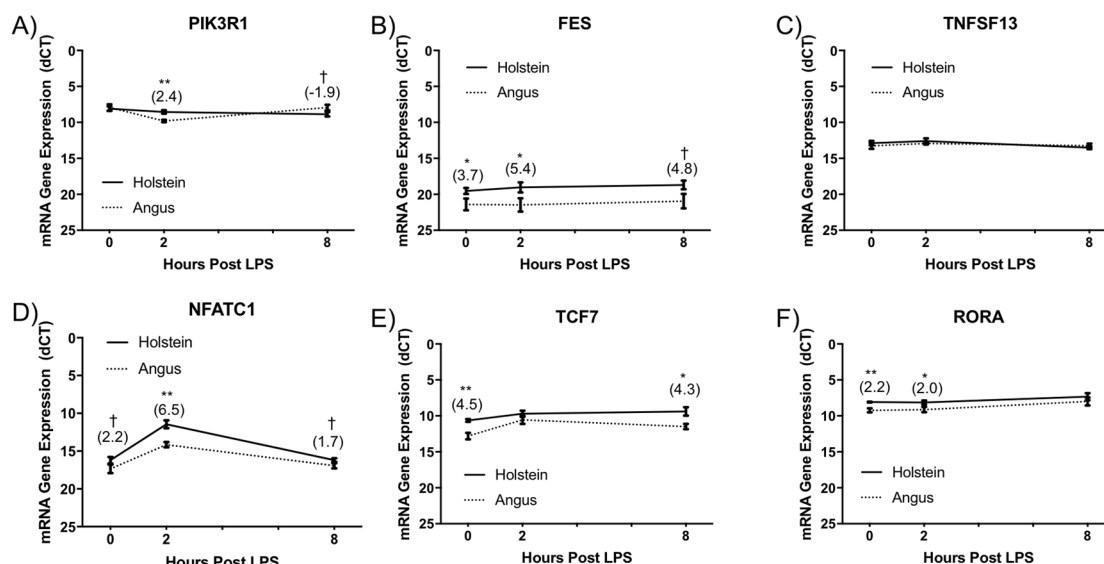 A)
PIK3R1
mRNA Gene Expression (dCT)
0
5
10
15
20
25
**
(2.4)
†
(-1.9)
Holstein
Angus
0
2
8
Hours Post LPS
B)
FES
mRNA Gene Expression (dCT)
0
5
10
15
20
25
Holstein
Angus
*
(3.7)
*
(5.4)
†
(4.8)
0
2
8
Hours Post LPS
C)
TNFSF13
mRNA Gene Expression (dCT)
0
5
10
15
20
25
Holstein
Angus
0
2
8
Hours Post LPS
D)
NFATC1
mRNA Gene Expression (dCT)
0
5
10
15
20
25
Holstein
Angus
†
(2.2)
**
(6.5)
†
(1.7)
0
2
8
Hours Post LPS
E)
TCF7
mRNA Gene Expression (dCT)
0
5
10
15
20
25
**
(4.5)
*
(4.3)
Holstein
Angus
0
2
8
Hours Post LPS
F)
RORA
mRNA Gene Expression (dCT)
0
5
10
15
20
25
**
(2.2)
*
(2.0)
Holstein
Angus
0
2
8
Hours Post LPS